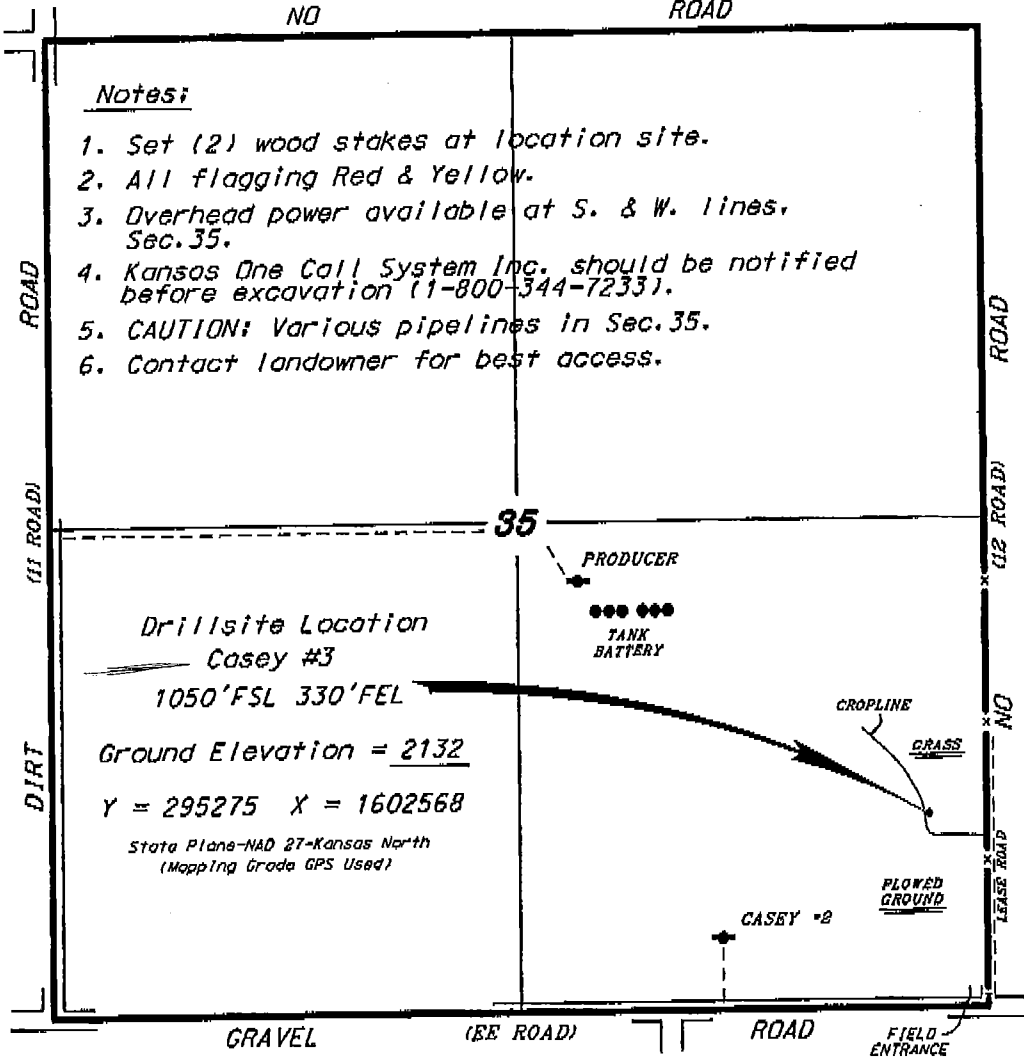 NO ROAD
Notes:
1. Set (2) wood stakes at location site.
2. All flagging Red & Yellow.
3. Overhead power available at S. & W. lines,
Sec.35.
4. Kansas One Call System Inc. should be notified
before excavation (1-800-344-7233).
5. CAUTION: Various pipelines in Sec.35.
6. Contact landowner for best access.
ROAD
ROAD
(11 ROAD)
(12 ROAD)
35
PRODUCER
TANK
BATTERY
Drillsite Location
Casey #3
1050'FSL 330'FEL
Ground Elevation = 2132
Y = 295275 X = 1602568
State Plane-NAD 27-Kansas North
(Mapping Grade GPS Used)
CROPLINE
GRASS
NO
DIRT
LEASE ROAD
PLOWED
GROUND
CASEY #2
GRAVEL (EE ROAD) ROAD
FIELD
ENTRANCE